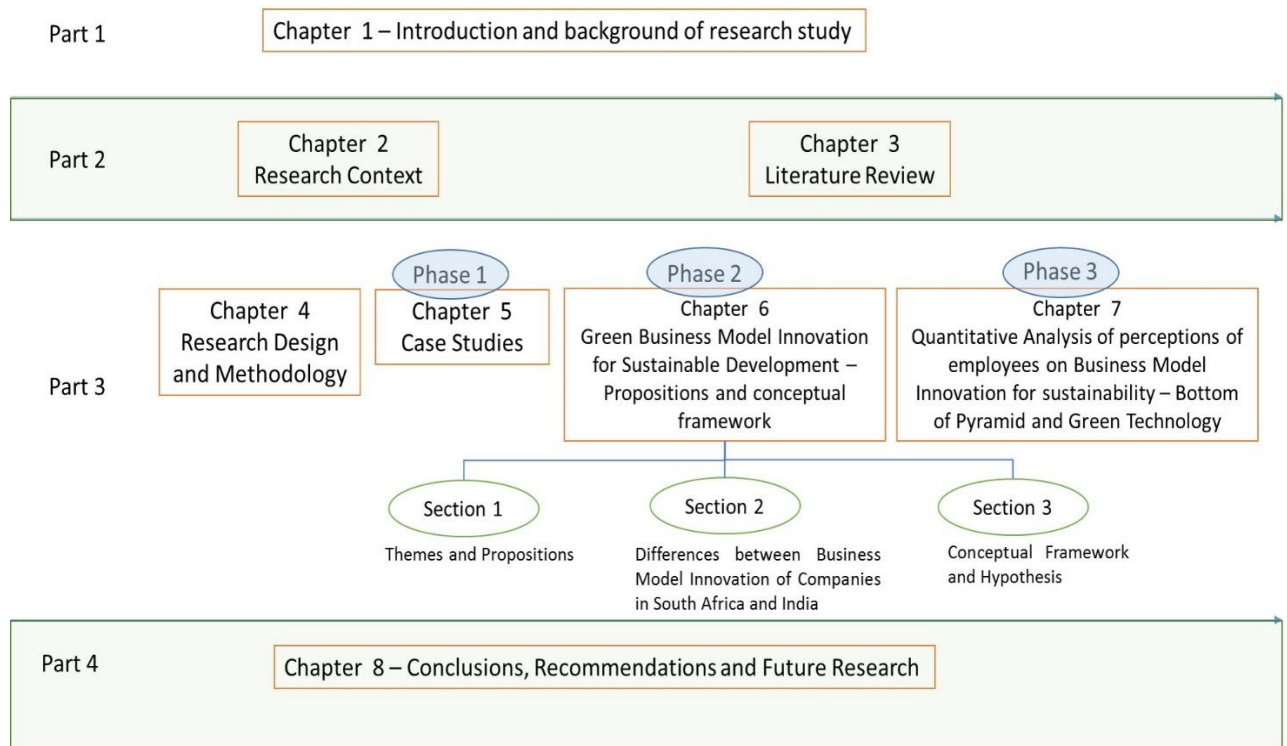 Part 1
Chapter 1 – Introduction and background of research study
Part 2
Chapter 2
Research Context
Chapter 3
Literature Review
Part 3
Chapter 4
Research Design
and Methodology
Phase 1
Chapter 5
Case Studies
Phase 2
Chapter 6
Green Business Model Innovation
for Sustainable Development –
Propositions and conceptual
framework
Phase 3
Chapter 7
Quantitative Analysis of perceptions of
employees on Business Model
Innovation for sustainability – Bottom
of Pyramid and Green Technology
Section 1
Themes and Propositions
Section 2
Differences between Business
Model Innovation of Companies
in South Africa and India
Section 3
Conceptual Framework
and Hypothesis
Part 4
Chapter 8 – Conclusions, Recommendations and Future Research